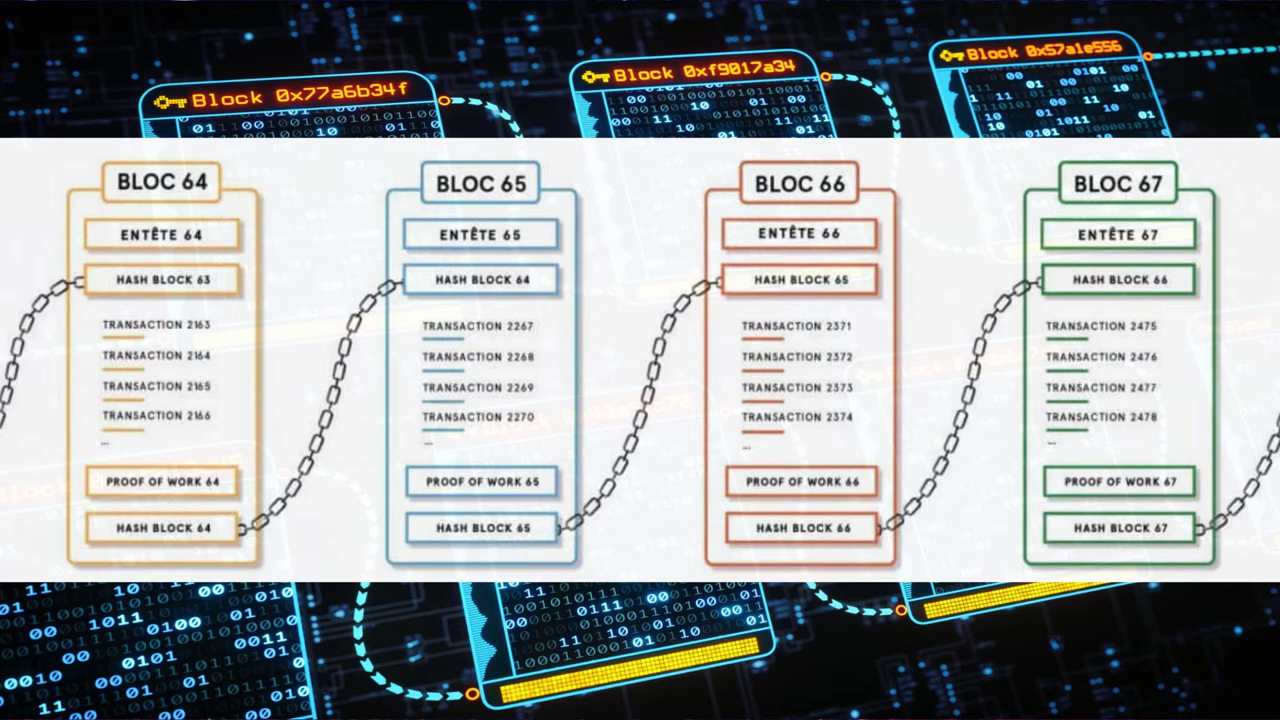 Block 0x77a6b34f
Block 0xf9017a34
Block 0x57a1e556
BLOC 64
ENTÊTE 64
HASH BLOCK 63
TRANSACTION 2163
TRANSACTION 2164
TRANSACTION 2165
TRANSACTION 2166
...
PROOF OF WORK 64
HASH BLOCK 64
BLOC 65
ENTÊTE 65
HASH BLOCK 64
TRANSACTION 2267
TRANSACTION 2268
TRANSACTION 2269
TRANSACTION 2270
...
PROOF OF WORK 65
HASH BLOCK 65
BLOC 66
ENTÊTE 66
HASH BLOCK 65
TRANSACTION 2371
TRANSACTION 2372
TRANSACTION 2373
TRANSACTION 2374
...
PROOF OF WORK 66
HASH BLOCK 66
BLOC 67
ENTÊTE 67
HASH BLOCK 66
TRANSACTION 2475
TRANSACTION 2476
TRANSACTION 2477
TRANSACTION 2478
...
PROOF OF WORK 67
HASH BLOCK 67